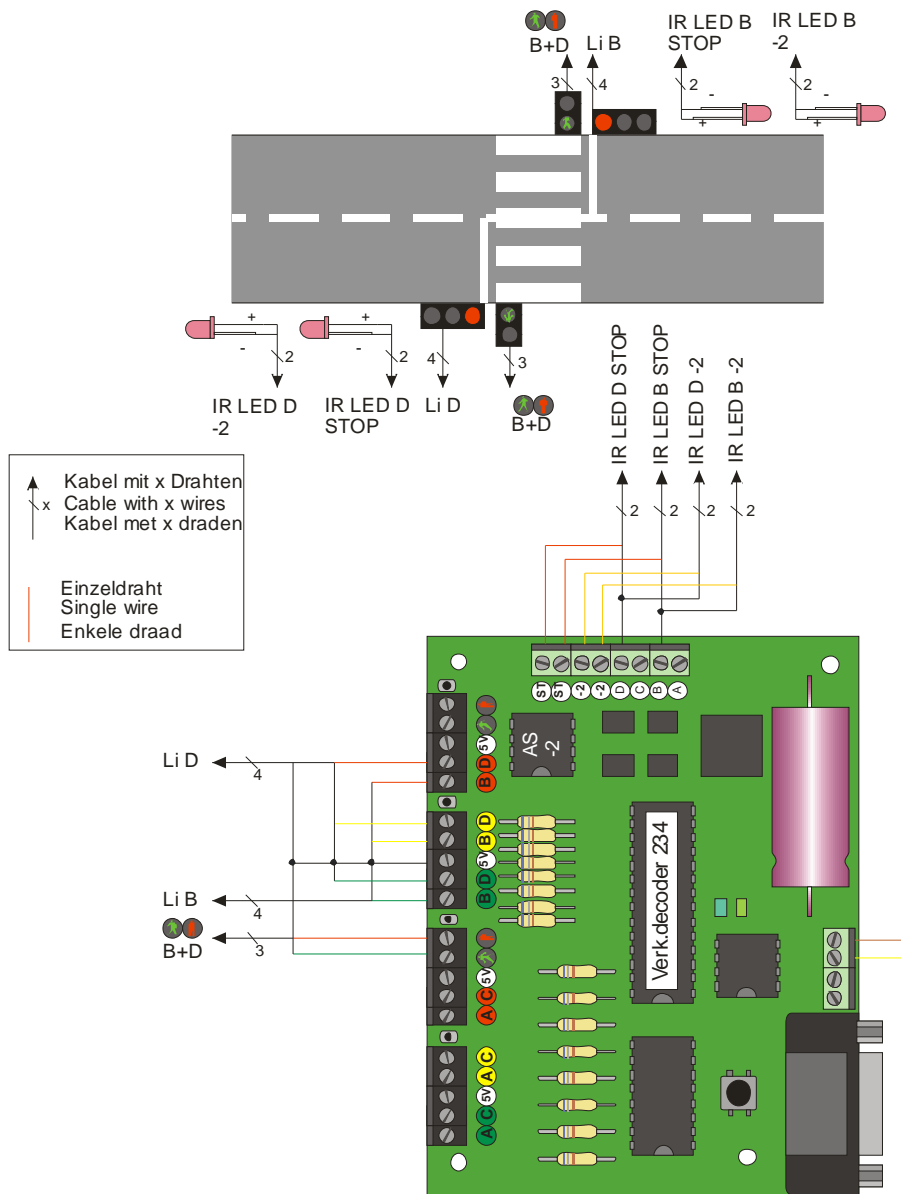 IR LED B
STOP
IR LED B
-2
B+D
Li B
3
4
2
2
-
+
-
+
+
-
2
+
-
2
4
3
IR LED D
-2
IR LED D
STOP
Li D
B+D
IR LED D STOP
IR LED B STOP
IR LED D -2
IR LED B -2
2
2
2
2
x
Kabel mit x Drahten
Cable with x wires
Kabel met x draden
Einzeldraht
Single wire
Enkele draad
ST
ST
-2
-2
D
C
B
A
Li D
4
5V
D
B
AS
-2
D
B
5V
D
B
Li B
4
B+D
3
5V
C
A
C
A
5V
C
A
Verk.decoder 234